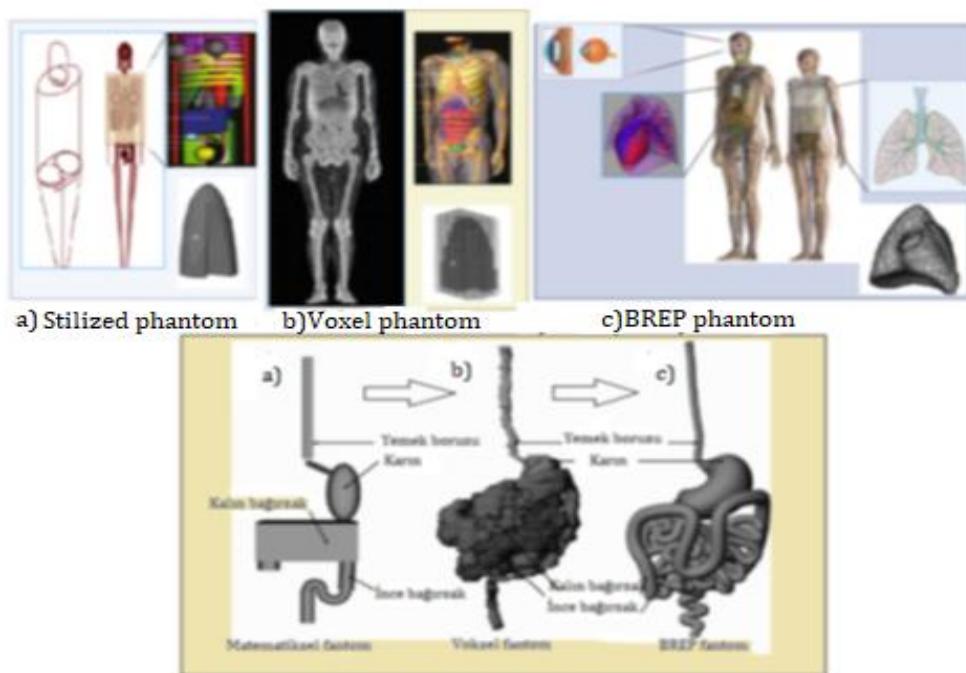 a) Stilized phantom
b)Voxel phantom
c)BREP phantom
a)
b)
c)
Yemek borusu
Yemek borusu
Karın
Karın
Kalın bağırsak
Kalın bağırsak
İnce bağırsak
İnce bağırsak
Matematiksel fantom
Voksel fantom
BREP fantom